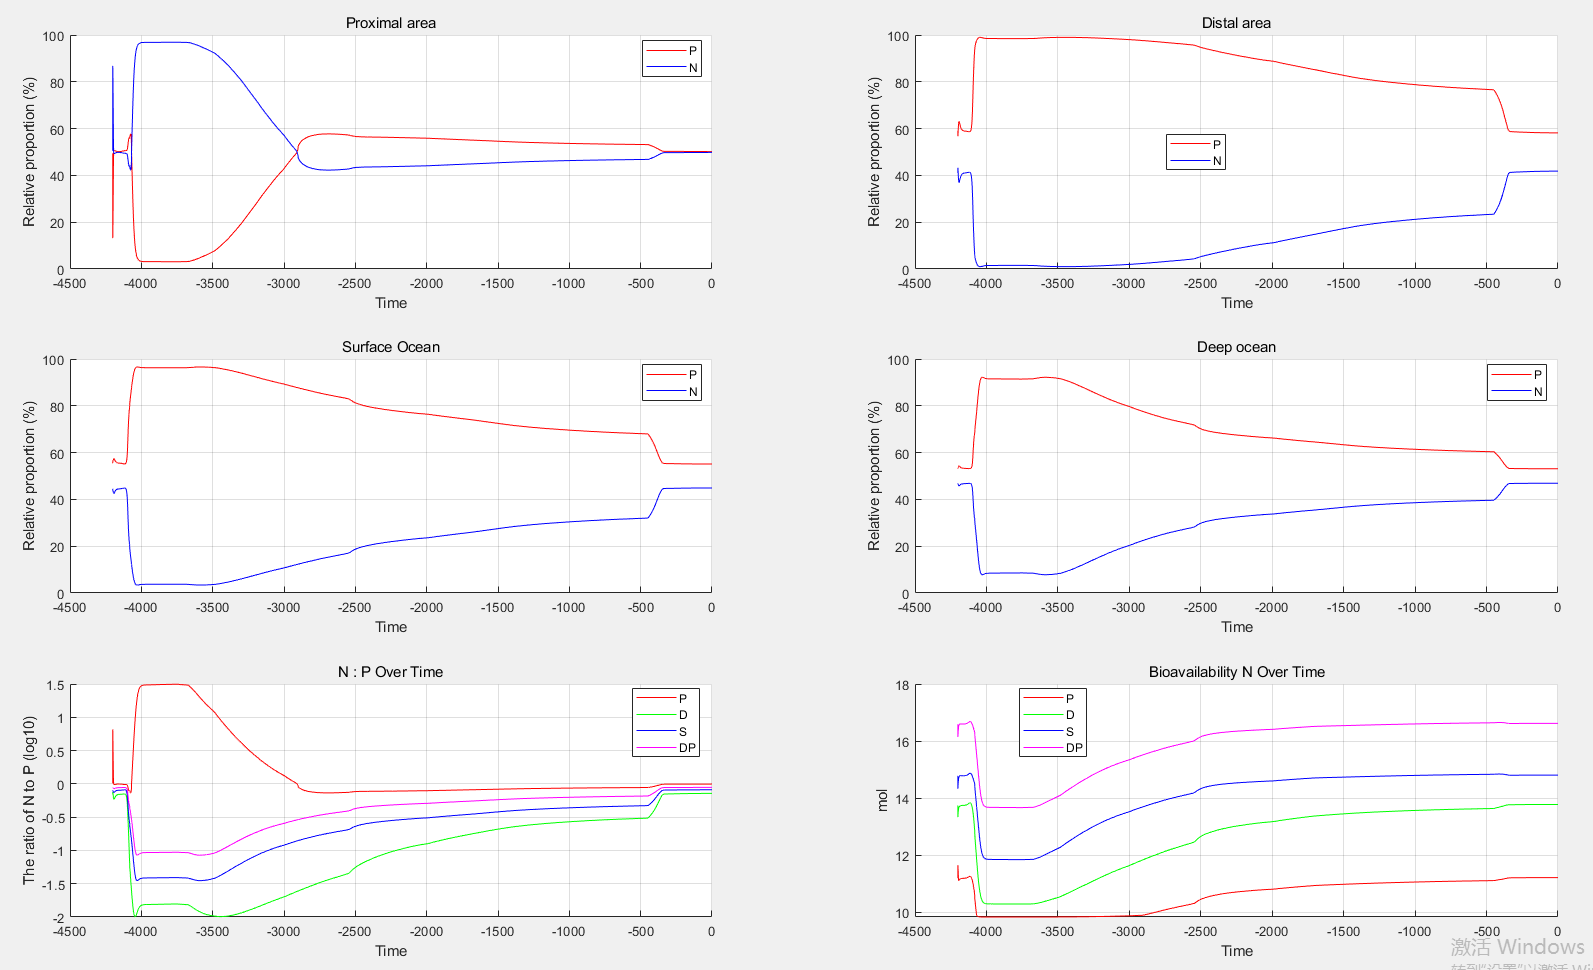 Proximal area
Relative proportion (%)
100
80
60
40
20
0
P
N
-4500 -4000 -3500 -3000 -2500 -2000 -1500 -1000 -500 0
Time
Distal area
Relative proportion (%)
100
80
60
40
20
0
P
N
-4500 -4000 -3500 -3000 -2500 -2000 -1500 -1000 -500 0
Time
Surface Ocean
Relative proportion (%)
100
80
60
40
20
0
P
N
-4500 -4000 -3500 -3000 -2500 -2000 -1500 -1000 -500 0
Time
Deep ocean
Relative proportion (%)
100
80
60
40
20
0
P
N
-4500 -4000 -3500 -3000 -2500 -2000 -1500 -1000 -500 0
Time
N : P Over Time
The ratio of N to P (log10)
1.5
1
0.5
0
-0.5
-1
-1.5
-2
P
D
S
DP
-4500 -4000 -3500 -3000 -2500 -2000 -1500 -1000 -500 0
Time
Bioavailability N Over Time
mol
18
16
14
12
10
P
D
S
DP
-4500 -4000 -3500 -3000 -2500 -2000 -1500 -1000 -500 0
Time
激活 Windows